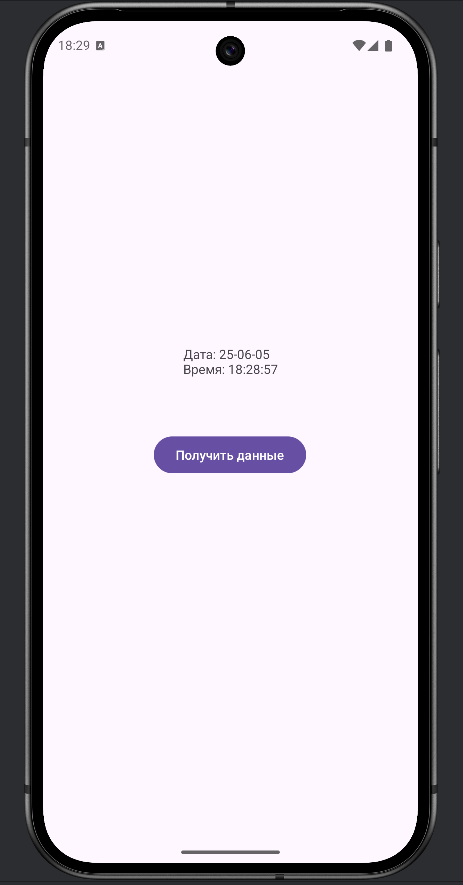 18:29
Дата: 25-06-05
Время: 18:28:57
Получить данные